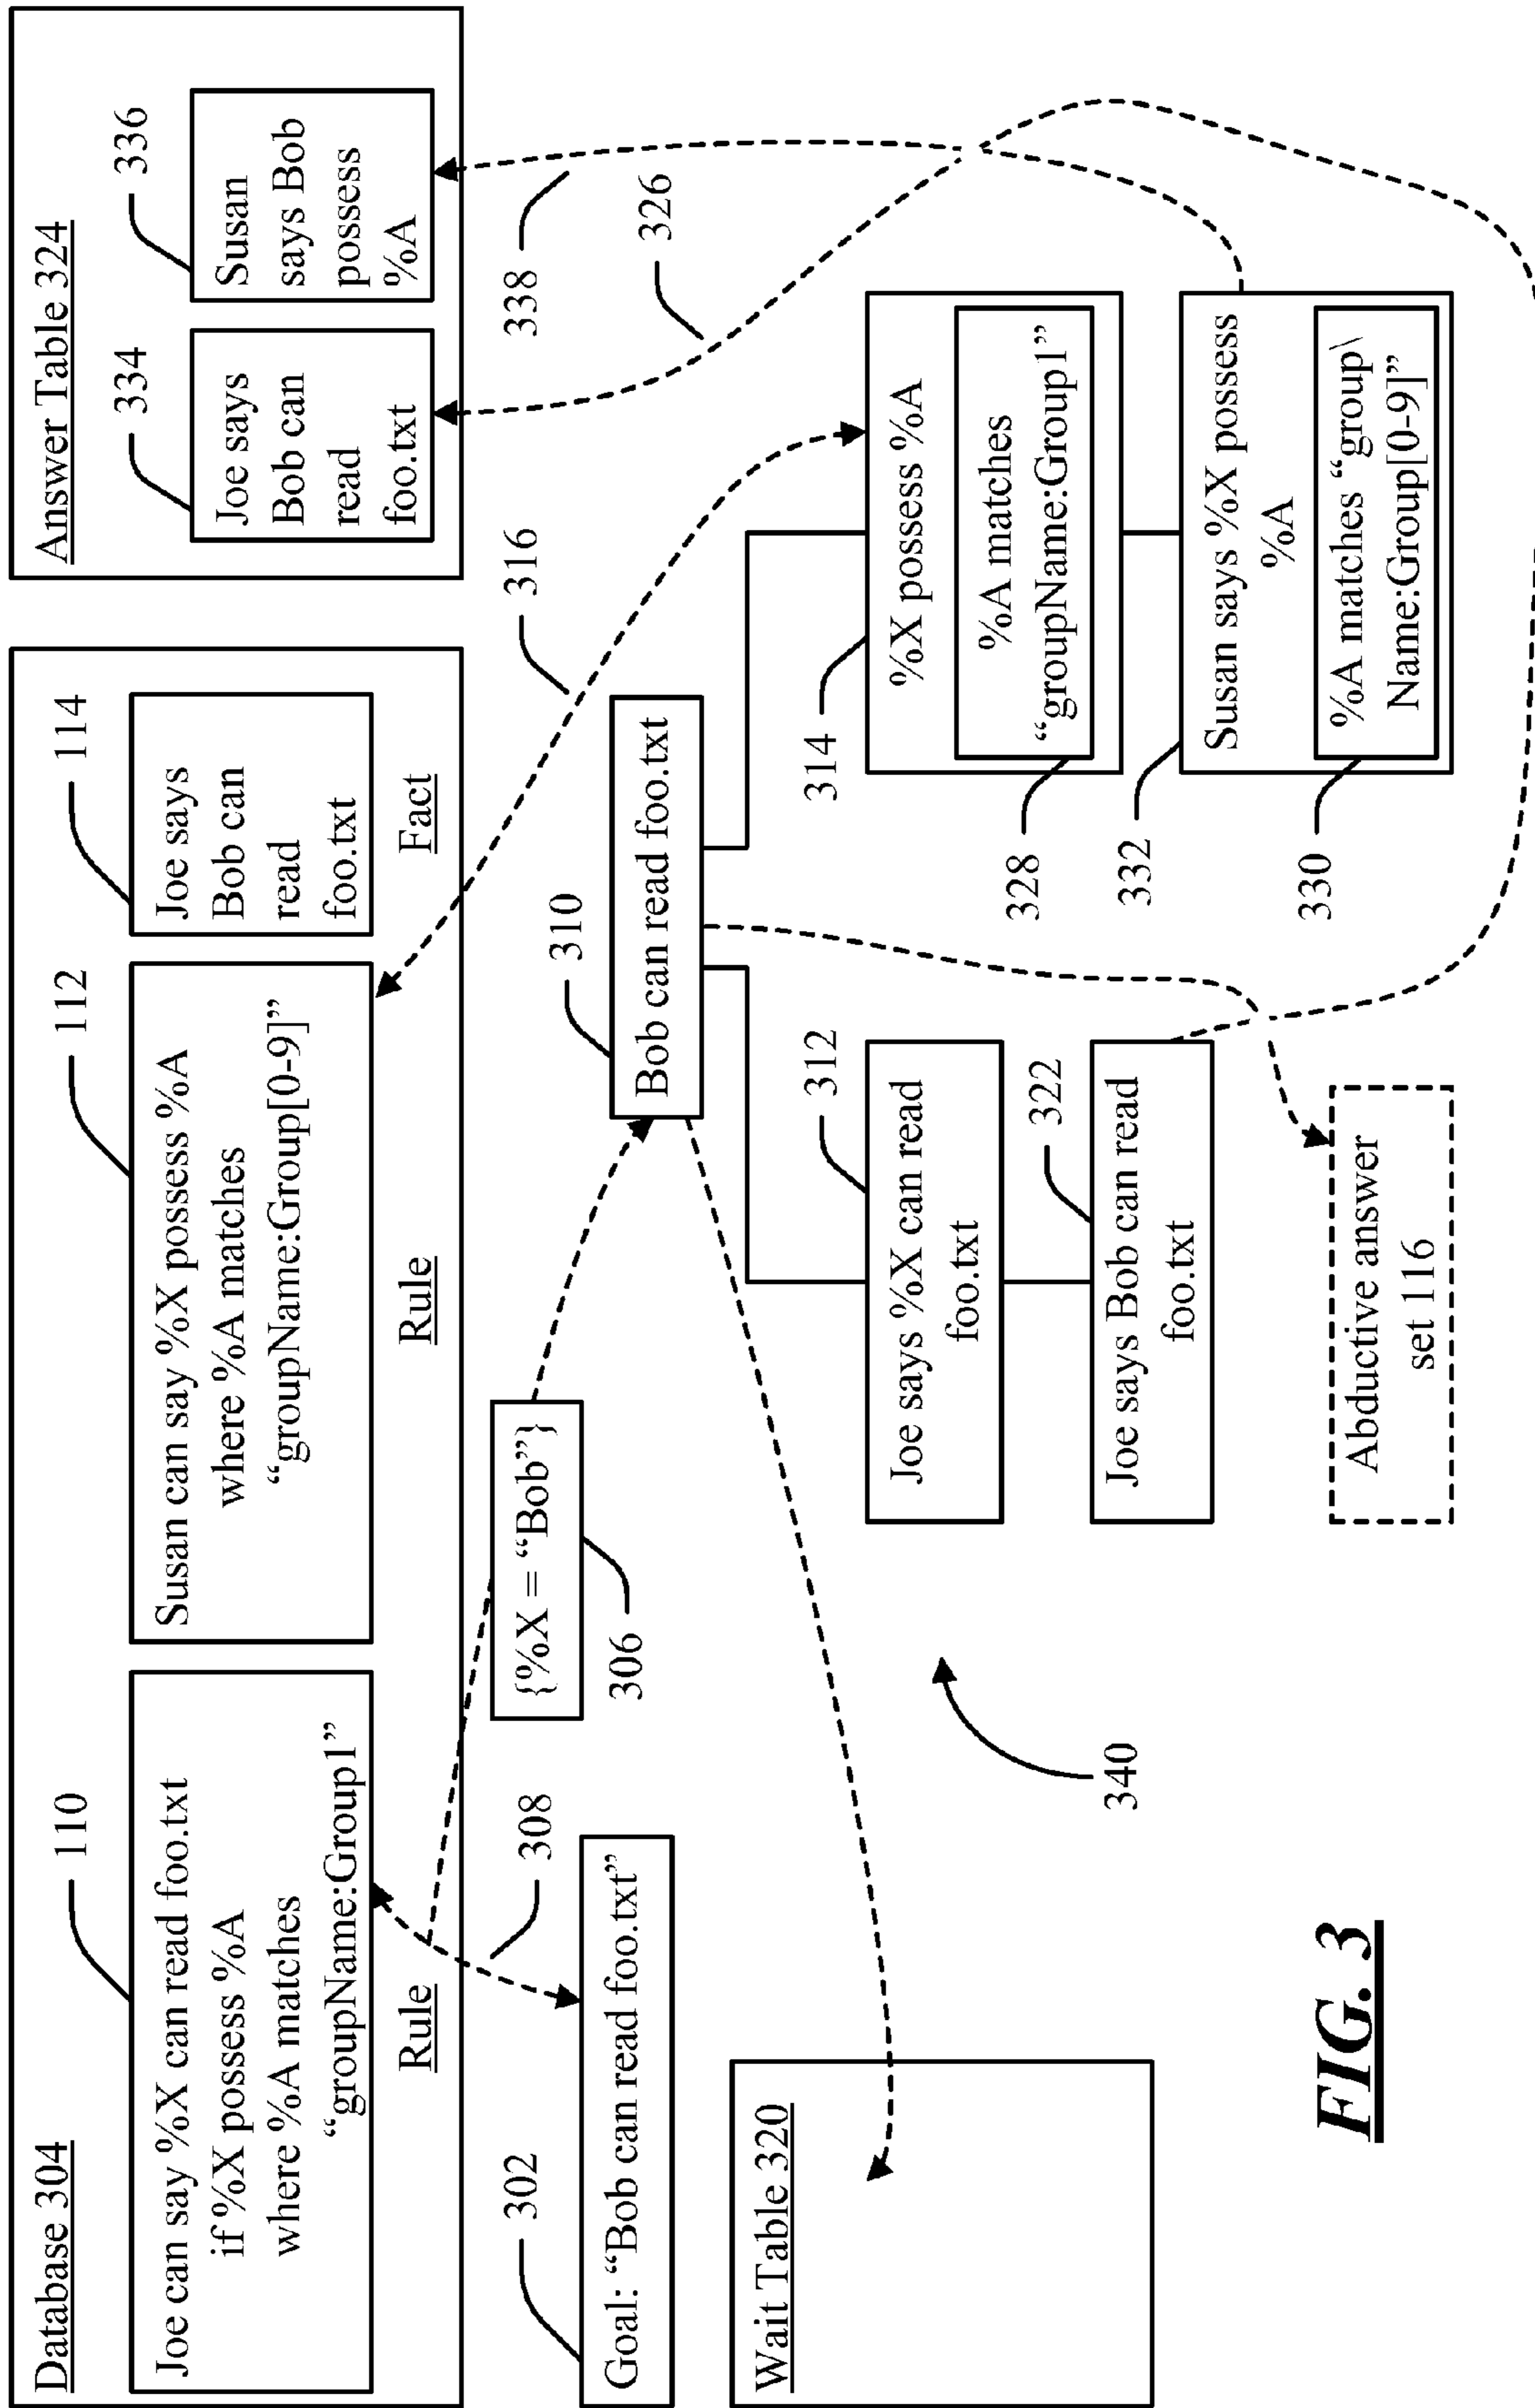 Database 304
110
Joe can say %X can read foo.txt
if %X possess %A
where %A matches
“groupName:Group1”
Rule
112
Susan can say %X possess %A
where %A matches
“groupName:Group[0-9]”
Rule
114
Joe says
Bob can
read
foo.txt
Fact
Answer Table 324
334
Joe says
Bob can
read
foo.txt
336
Susan
says Bob
possess
%A
302
Goal: “Bob can read foo.txt”
308
{%X = “Bob”}
306
310
Bob can read foo.txt
316
338
326
Wait Table 320
340
312
Joe says %X can read
foo.txt
322
Joe says Bob can read
foo.txt
Abductive answer
set 116
314
%X possess %A
%A matches
“groupName:Group1”
328
332
Susan says %X possess
%A
%A matches “group\
Name:Group[0-9]”
330
FIG. 3